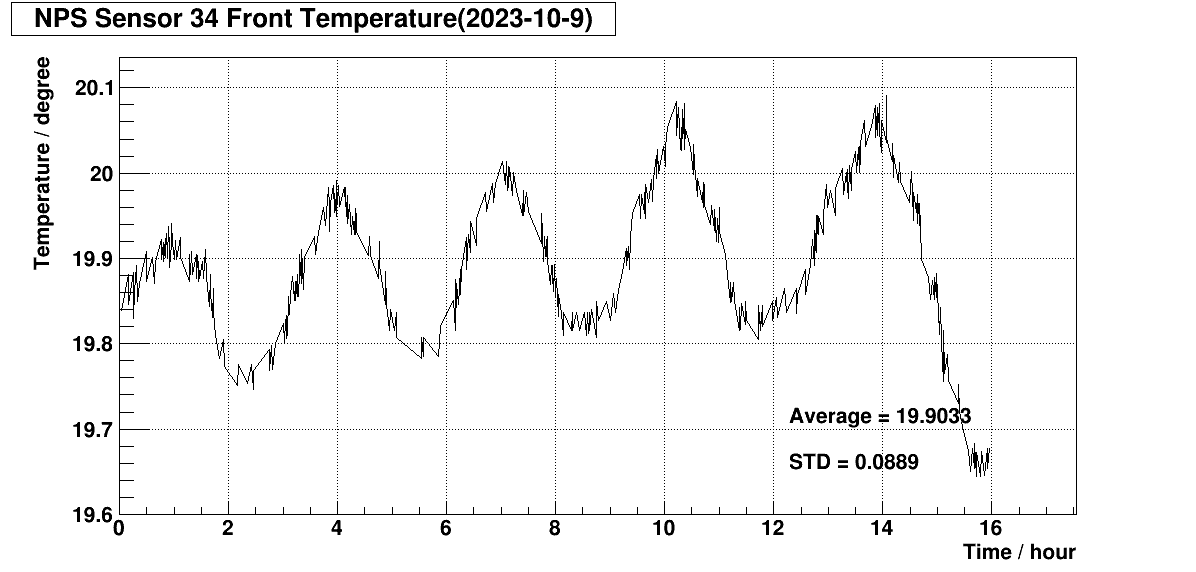 NPS Sensor 34 Front Temperature(2023-10-9)
Temperature / degree
20.1
20
19.9
19.8
19.7
19.6
Average = 19.9033
STD = 0.0889
0 2 4 6 8 10 12 14 16
Time / hour